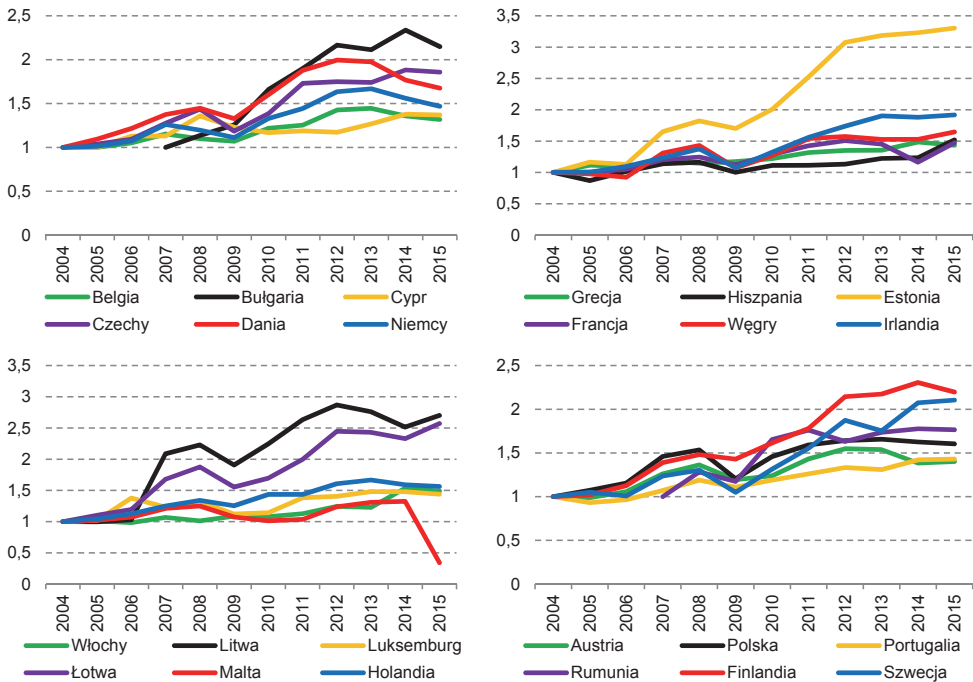 2,5
2
1,5
1
0,5
0
2004 2005 2006 2007 2008 2009 2010 2011 2012 2013 2014 2015
Belgia Bułgaria Cypr
Czechy Dania Niemcy
3,5
3
2,5
2
1,5
1
0,5
0
2004 2005 2006 2007 2008 2009 2010 2011 2012 2013 2014 2015
Grecja Hiszpania Estonia
Francja Węgry Irlandia
3,5
3
2,5
2
1,5
1
0,5
0
2004 2005 2006 2007 2008 2009 2010 2011 2012 2013 2014 2015
Włochy Litwa Luksemburg
Łotwa Malta Holandia
2,5
2
1,5
1
0,5
0
2004 2005 2006 2007 2008 2009 2010 2011 2012 2013 2014 2015
Austria Polska Portugalia
Rumunia Finlandia Szwecja